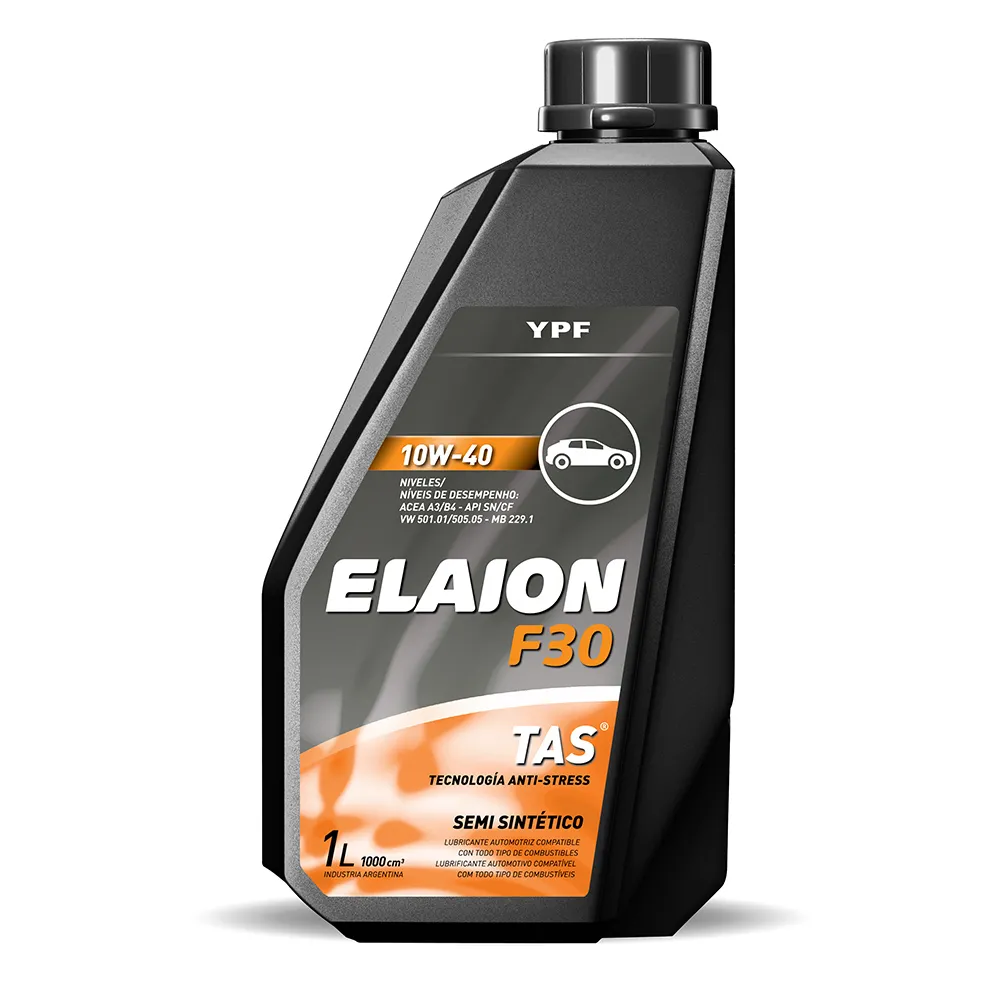 YPF
10W-40
NIVELES/
NÍVEIS DE DESEMPENHO:
ACEA A3/B4 - API SN/CF
VW 501.01/505.05 - MB 229.1
ELAION
F30
TAS®
TECNOLOGÍA ANTI-STRESS
SEMI SINTÉTICO
LUBRICANTE AUTOMOTRIZ COMPATIBLE
CON TODO TIPO DE COMBUSTIBLES
LUBRIFICANTE AUTOMOTIVO COMPATÍVEL
COM TODO TIPO DE COMBUSTÍVEIS
1L 1000 cm³
INDUSTRIA ARGENTINA